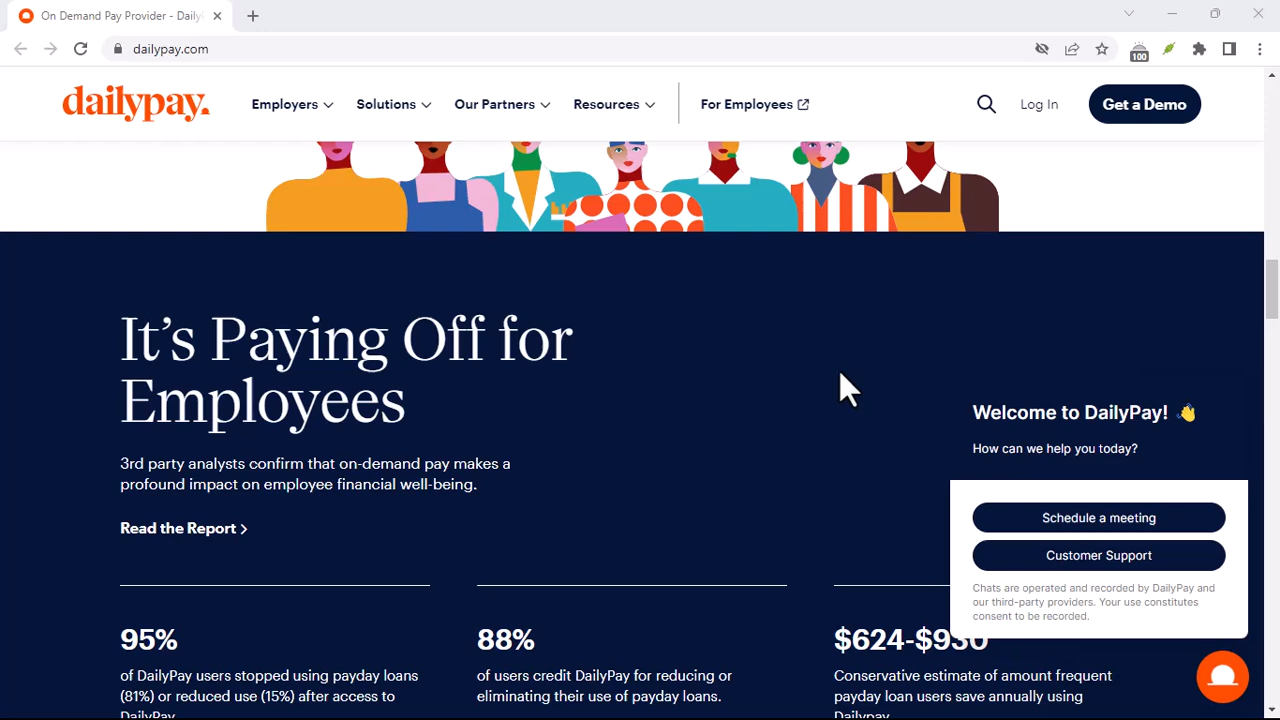 On Demand Pay Provider - Daily
dailypay.com
100
dailypay.
Employers
Solutions
Our Partners
Resources
For Employees
Log In
Get a Demo
It's Paying Off for
Employees
3rd party analysts confirm that on-demand pay makes a
profound impact on employee financial well-being.
Read the Report
Welcome to DailyPay! 👋
How can we help you today?
Schedule a meeting
Customer Support
Chats are operated and recorded by DailyPay and
our third-party providers. Your use constitutes
consent to be recorded.
95%
of DailyPay users stopped using payday loans
(81%) or reduced use (15%) after access to
DailyPay.
88%
of users credit DailyPay for reducing or
eliminating their use of payday loans.
$624-$930
Conservative estimate of amount frequent
payday loan users save annually using
Dailypay.